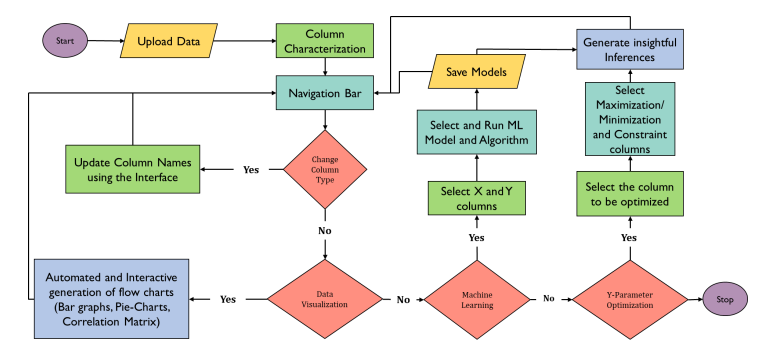 Start
Upload Data
Column
Characterization
Generate insightful
Inferences
Save Models
Navigation Bar
Select
Maximization/
Minimization
and Constraint
columns
Select and Run ML
Model and Algorithm
Change
Column
Type
Yes
Update Column Names
using the Interface
Select X and Y
columns
Select the column
to be optimized
No
Yes
Yes
Automated and Interactive
generation of flow charts
(Bar graphs, Pie-Charts,
Correlation Matrix)
Yes
Data
Visualization
No
Machine
Learning
No
Y-Parameter
Optimization
Stop